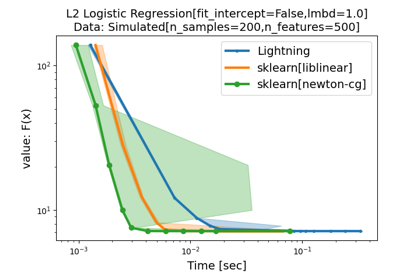 L2 Logistic Regression[fit_intercept=False,lmbd=1.0]
Data: Simulated[n_samples=200,n_features=500]
Lightning
sklearn[liblinear]
sklearn[newton-cg]
value: F(x)
10²
10¹
10⁻³
10⁻²
10⁻¹
Time [sec]